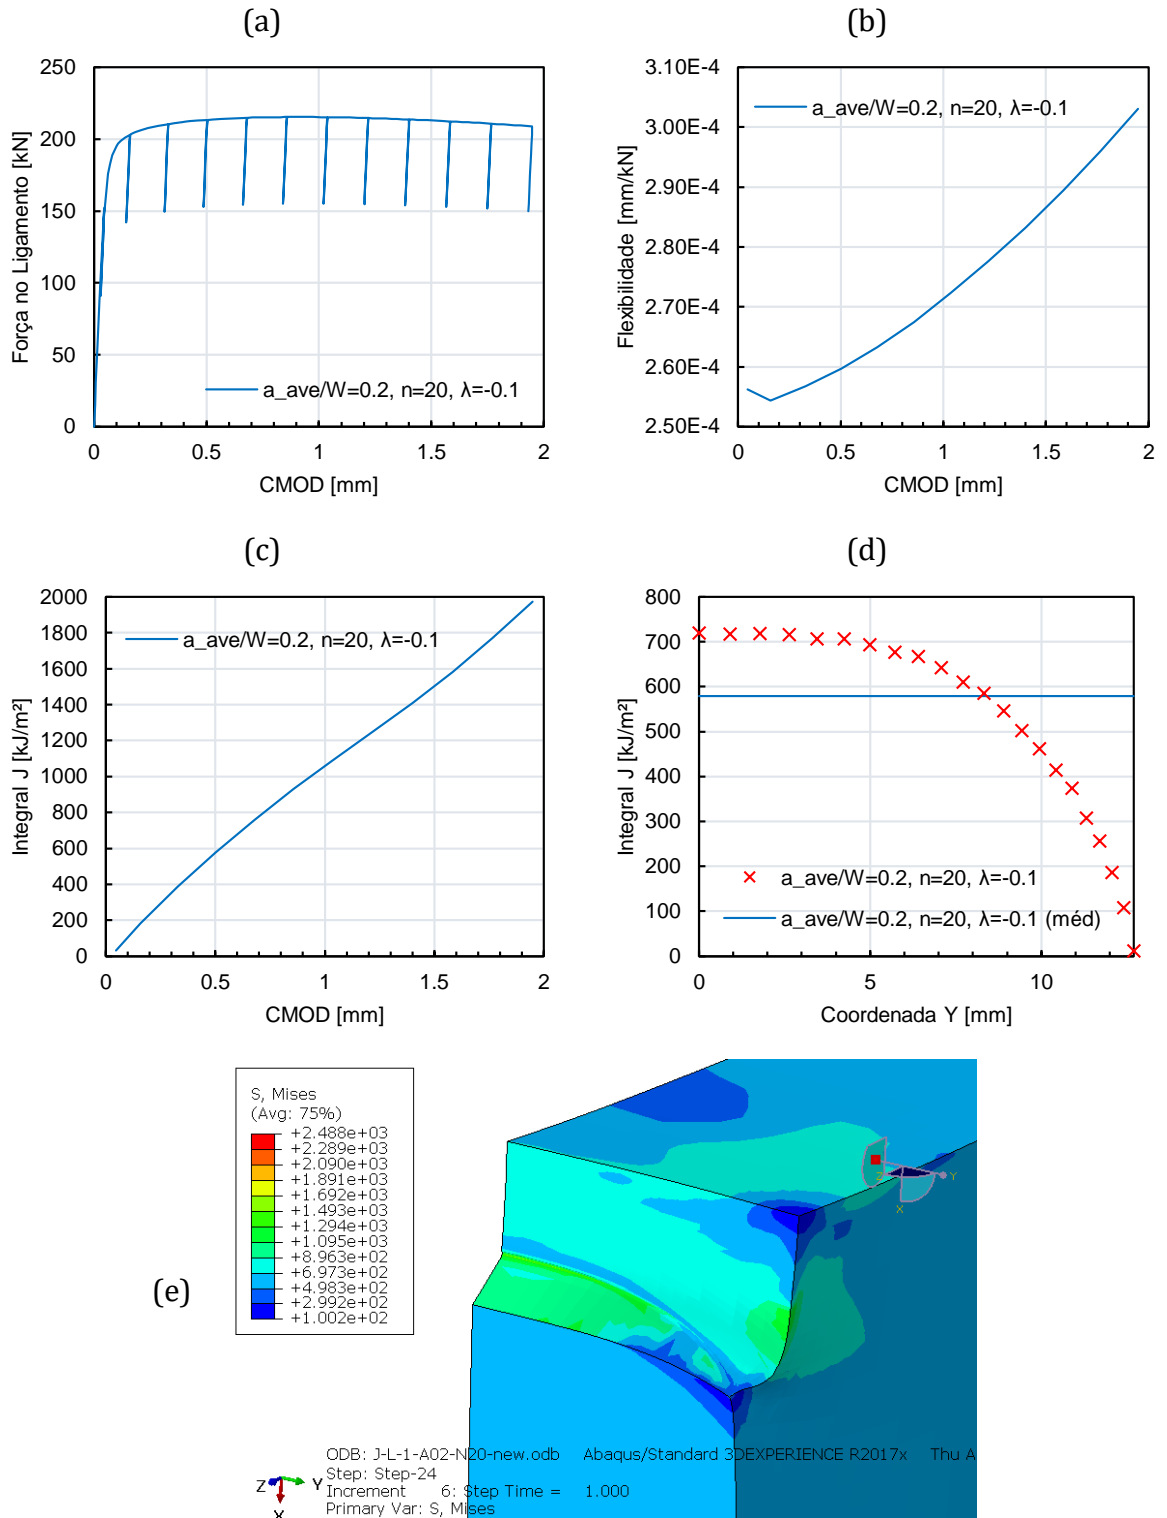 (a)
250
200
150
100
50
0
Força no Ligamento [kN]
a_ave/W=0.2, n=20, λ=-0.1
0 0.5 1 1.5 2
CMOD [mm]
(b)
3.10E-4
3.00E-4
2.90E-4
2.80E-4
2.70E-4
2.60E-4
2.50E-4
Flexibilidade [mm/kN]
a_ave/W=0.2, n=20, λ=-0.1
0 0.5 1 1.5 2
CMOD [mm]
(c)
2000
1800
1600
1400
1200
1000
800
600
400
200
0
Integral J [kJ/m²]
a_ave/W=0.2, n=20, λ=-0.1
0 0.5 1 1.5 2
CMOD [mm]
(d)
800
700
600
500
400
300
200
100
0
Integral J [kJ/m²]
a_ave/W=0.2, n=20, λ=-0.1
a_ave/W=0.2, n=20, λ=-0.1 (méd)
0 5 10
Coordenada Y [mm]
(e)
S, Mises
(Avg: 75%)
+2.488e+03
+2.289e+03
+2.090e+03
+1.891e+03
+1.692e+03
+1.493e+03
+1.294e+03
+1.095e+03
+8.963e+02
+6.973e+02
+4.983e+02
+2.992e+02
+1.002e+02
Z Y
X
ODB: J-L-1-A02-N20-new.odb Abaqus/Standard 3DEXPERIENCE R2017x Thu A
Step: Step-24
Increment 6: Step Time = 1.000
Primary Var: S, Mises
Z Y
X